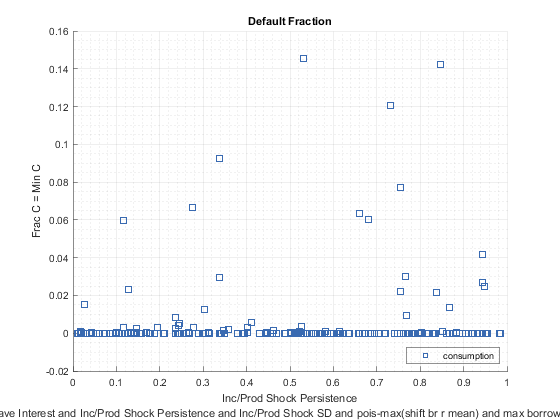 Default Fraction
0.16
0.14
0.12
0.1
0.08
0.06
0.04
0.02
0
-0.02
Frac C = Min C
consumption
0 0.1 0.2 0.3 0.4 0.5 0.6 0.7 0.8 0.9 1
Inc/Prod Shock Persistence
ave Interest and Inc/Prod Shock Persistence and Inc/Prod Shock SD and pois-max(shift br r mean) and max borrow